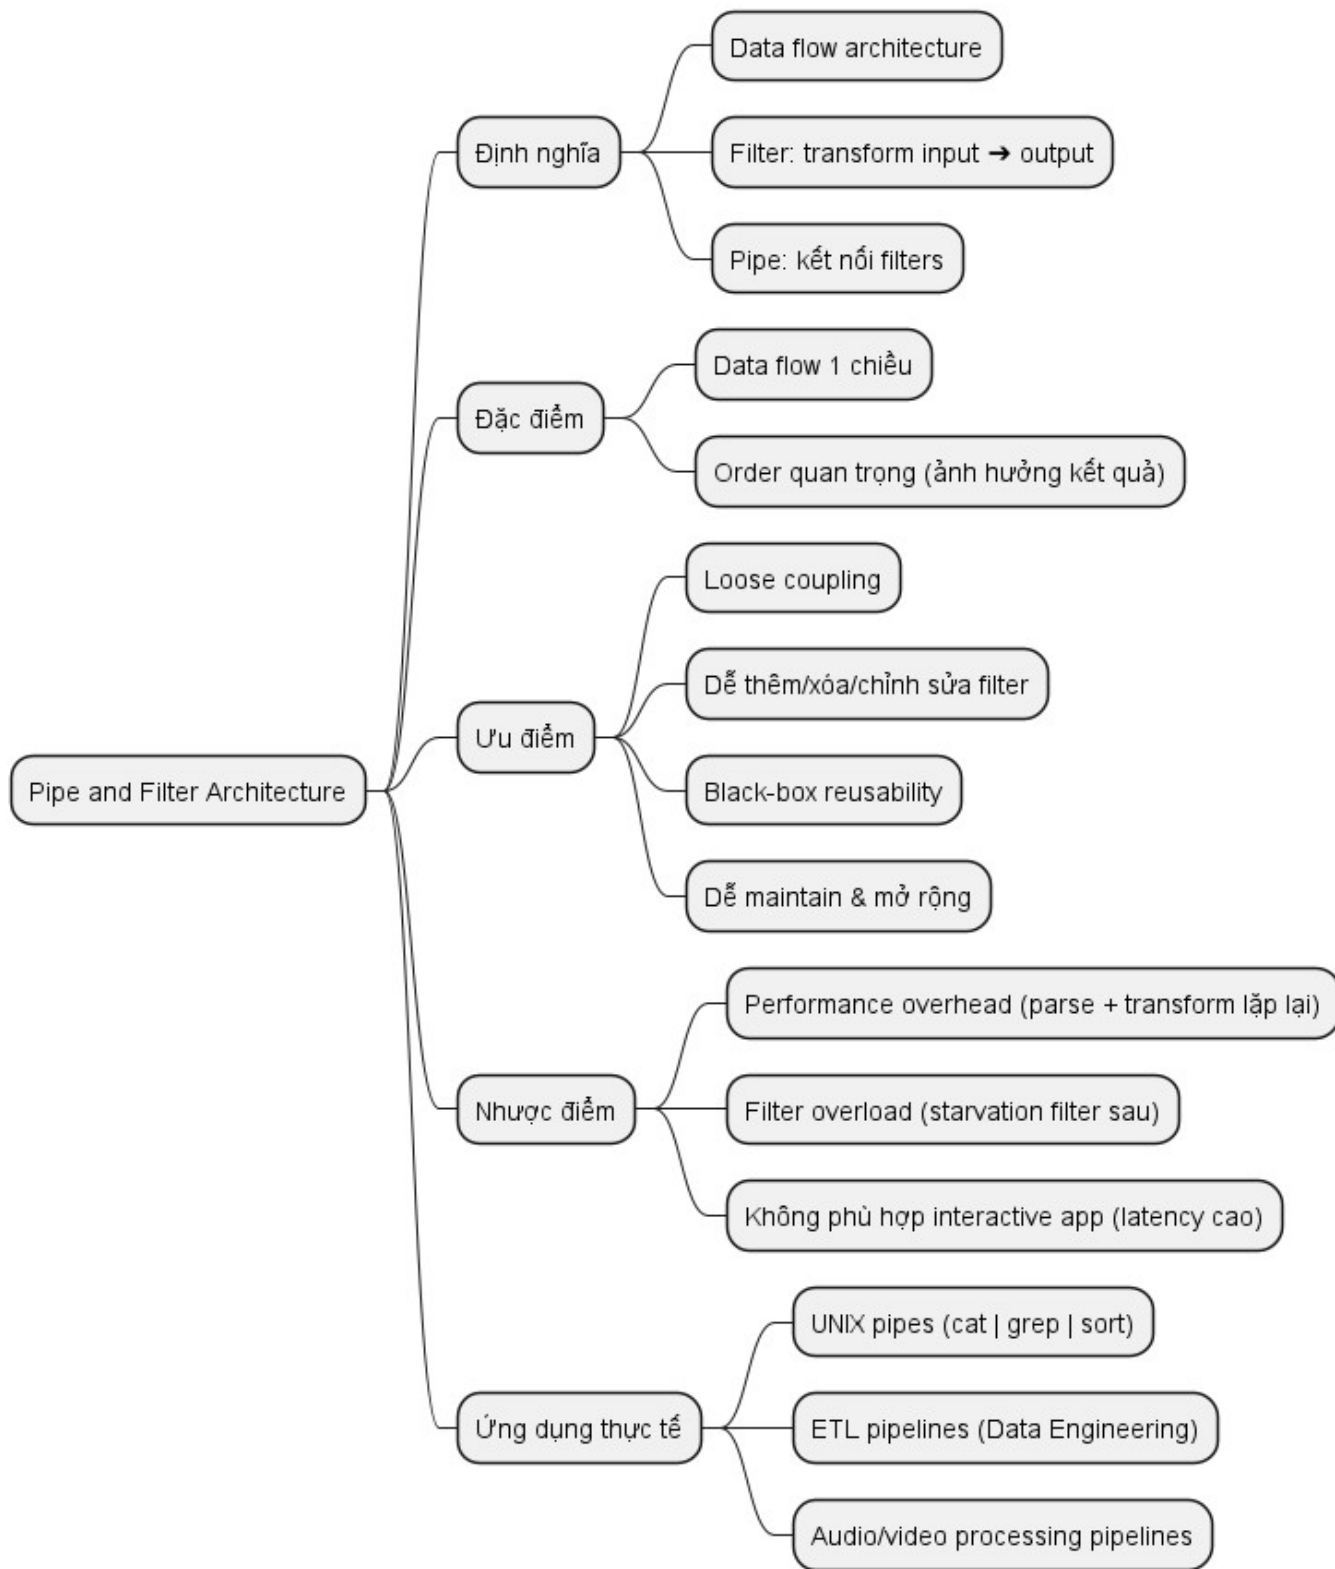 Pipe and Filter Architecture
Định nghĩa
Data flow architecture
Filter: transform input ➔ output
Pipe: kết nối filters
Đặc điểm
Data flow 1 chiều
Order quan trọng (ảnh hưởng kết quả)
Ưu điểm
Loose coupling
Dễ thêm/xóa/chỉnh sửa filter
Black-box reusability
Dễ maintain & mở rộng
Nhược điểm
Performance overhead (parse + transform lặp lại)
Filter overload (starvation filter sau)
Không phù hợp interactive app (latency cao)
Ứng dụng thực tế
UNIX pipes (cat | grep | sort)
ETL pipelines (Data Engineering)
Audio/video processing pipelines